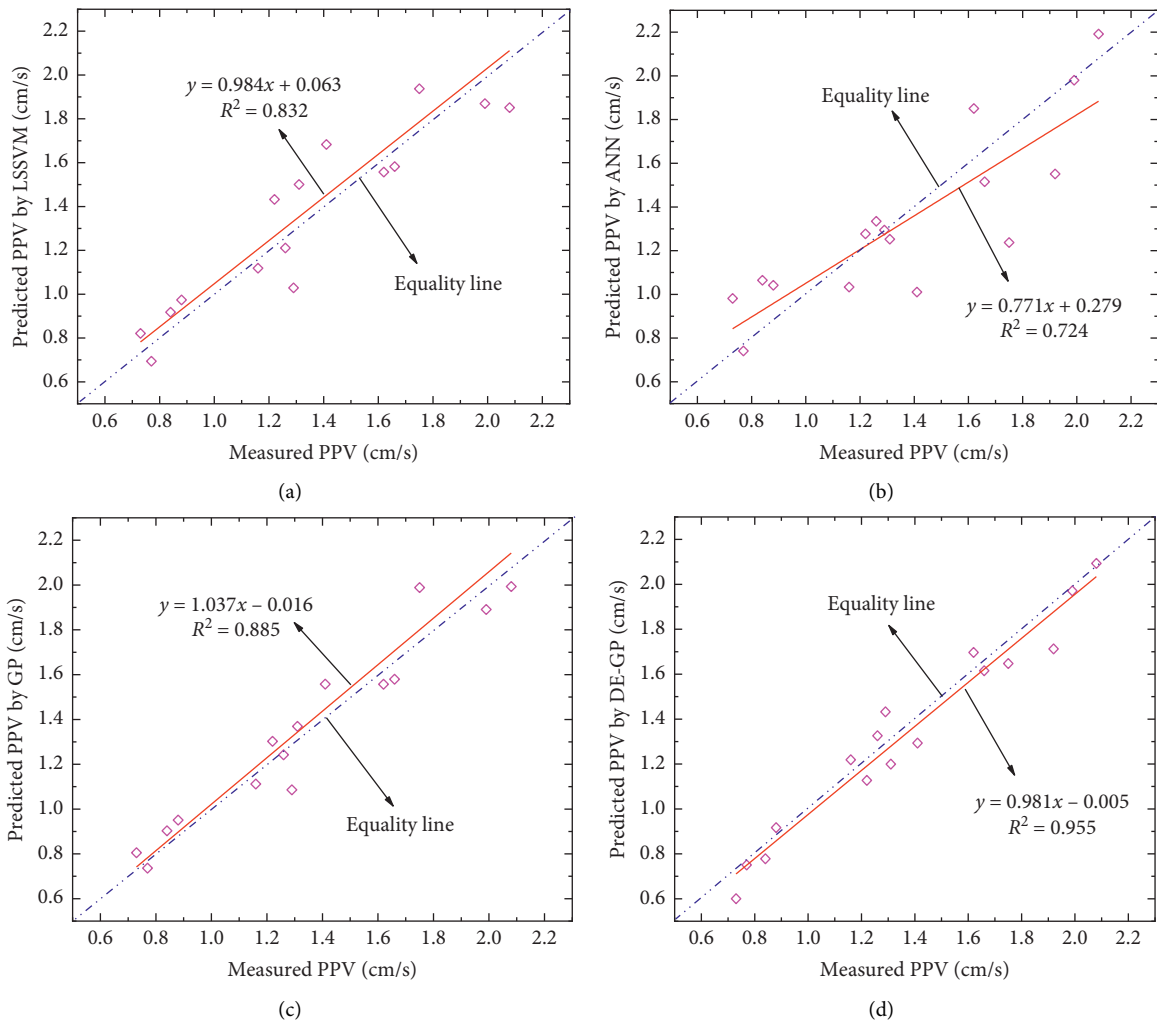 2.2
2.0
1.8
1.6
1.4
1.2
1.0
0.8
0.6
Predicted PPV by LSSVM (cm/s)
y = 0.984x + 0.063
R² = 0.832
Equality line
0.6 0.8 1.0 1.2 1.4 1.6 1.8 2.0 2.2
Measured PPV (cm/s)
(a)
2.2
2.0
1.8
1.6
1.4
1.2
1.0
0.8
0.6
Predicted PPV by ANN (cm/s)
Equality line
y = 0.771x + 0.279
R² = 0.724
0.6 0.8 1.0 1.2 1.4 1.6 1.8 2.0 2.2
Measured PPV (cm/s)
(b)
2.2
2.0
1.8
1.6
1.4
1.2
1.0
0.8
0.6
Predicted PPV by GP (cm/s)
y = 1.037x – 0.016
R² = 0.885
Equality line
0.6 0.8 1.0 1.2 1.4 1.6 1.8 2.0 2.2
Measured PPV (cm/s)
(c)
2.2
2.0
1.8
1.6
1.4
1.2
1.0
0.8
0.6
Predicted PPV by DE-GP (cm/s)
Equality line
y = 0.981x – 0.005
R² = 0.955
0.6 0.8 1.0 1.2 1.4 1.6 1.8 2.0 2.2
Measured PPV (cm/s)
(d)